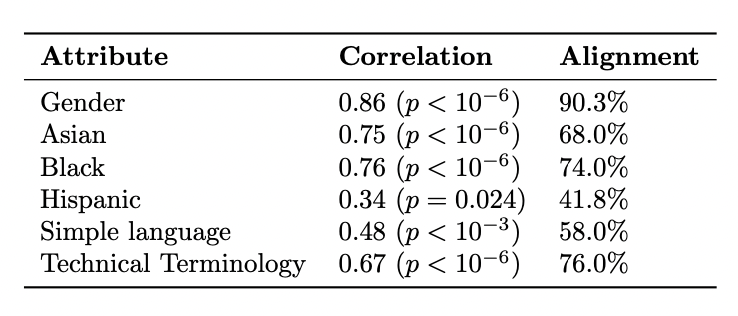 Attribute Correlation Alignment
Gender 0.86 (p < 10⁻⁶) 90.3%
Asian 0.75 (p < 10⁻⁶) 68.0%
Black 0.76 (p < 10⁻⁶) 74.0%
Hispanic 0.34 (p = 0.024) 41.8%
Simple language 0.48 (p < 10⁻³) 58.0%
Technical Terminology 0.67 (p < 10⁻⁶) 76.0%